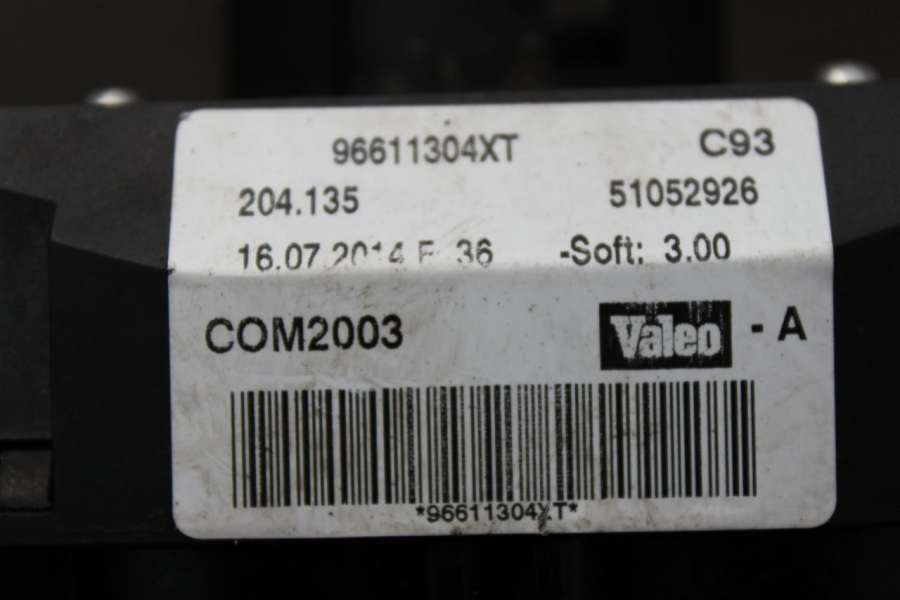 96611304XT C93
204.135 51052926
16.07.2014 36 -Soft: 3.00
COM2003 Valeo - A
*96611304XT*